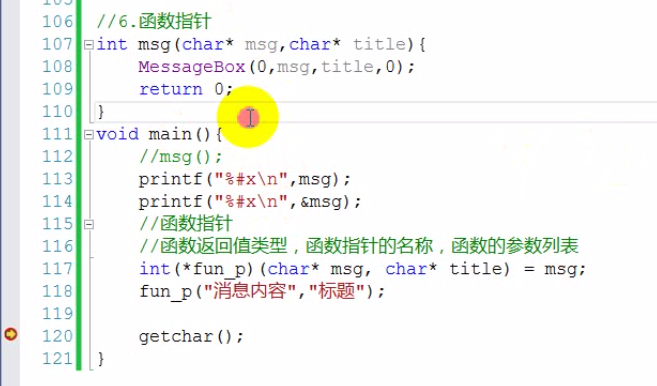 106 //6.函数指针
107 int msg(char* msg,char* title){
108 MessageBox(0,msg,title,0);
109 return 0;
110 }
111 void main(){
112 //msg();
113 printf("%#x\n",msg);
114 printf("%#x\n",&msg);
115 //函数指针
116 //函数返回值类型，函数指针的名称，函数的参数列表
117 int(*fun_p)(char* msg, char* title) = msg;
118 fun_p("消息内容","标题");
119
120 getchar();
121 }